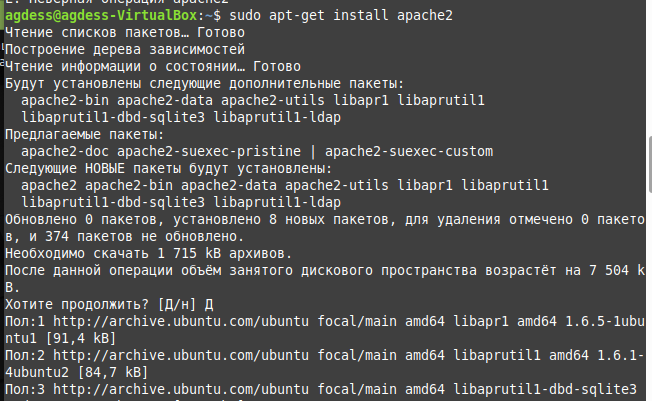 agdess@agdess-VirtualBox:~$ sudo apt-get install apache2
Чтение списков пакетов… Готово
Построение дерева зависимостей
Чтение информации о состоянии… Готово
Будут установлены следующие дополнительные пакеты:
  apache2-bin apache2-data apache2-utils libapr1 libaprutil1
  libaprutil1-dbd-sqlite3 libaprutil1-ldap
Предлагаемые пакеты:
  apache2-doc apache2-suexec-pristine | apache2-suexec-custom
Следующие НОВЫЕ пакеты будут установлены:
  apache2 apache2-bin apache2-data apache2-utils libapr1 libaprutil1
  libaprutil1-dbd-sqlite3 libaprutil1-ldap
Обновлено 0 пакетов, установлено 8 новых пакетов, для удаления отмечено 0 пакето
в, и 374 пакетов не обновлено.
Необходимо скачать 1 715 kB архивов.
После данной операции объём занятого дискового пространства возрастёт на 7 504 k
B.
Хотите продолжить? [Д/н] Д
Пол:1 http://archive.ubuntu.com/ubuntu focal/main amd64 libapr1 amd64 1.6.5-1ubu
ntu1 [91,4 kB]
Пол:2 http://archive.ubuntu.com/ubuntu focal/main amd64 libaprutil1 amd64 1.6.1-
4ubuntu2 [84,7 kB]
Пол:3 http://archive.ubuntu.com/ubuntu focal/main amd64 libaprutil1-dbd-sqlite3